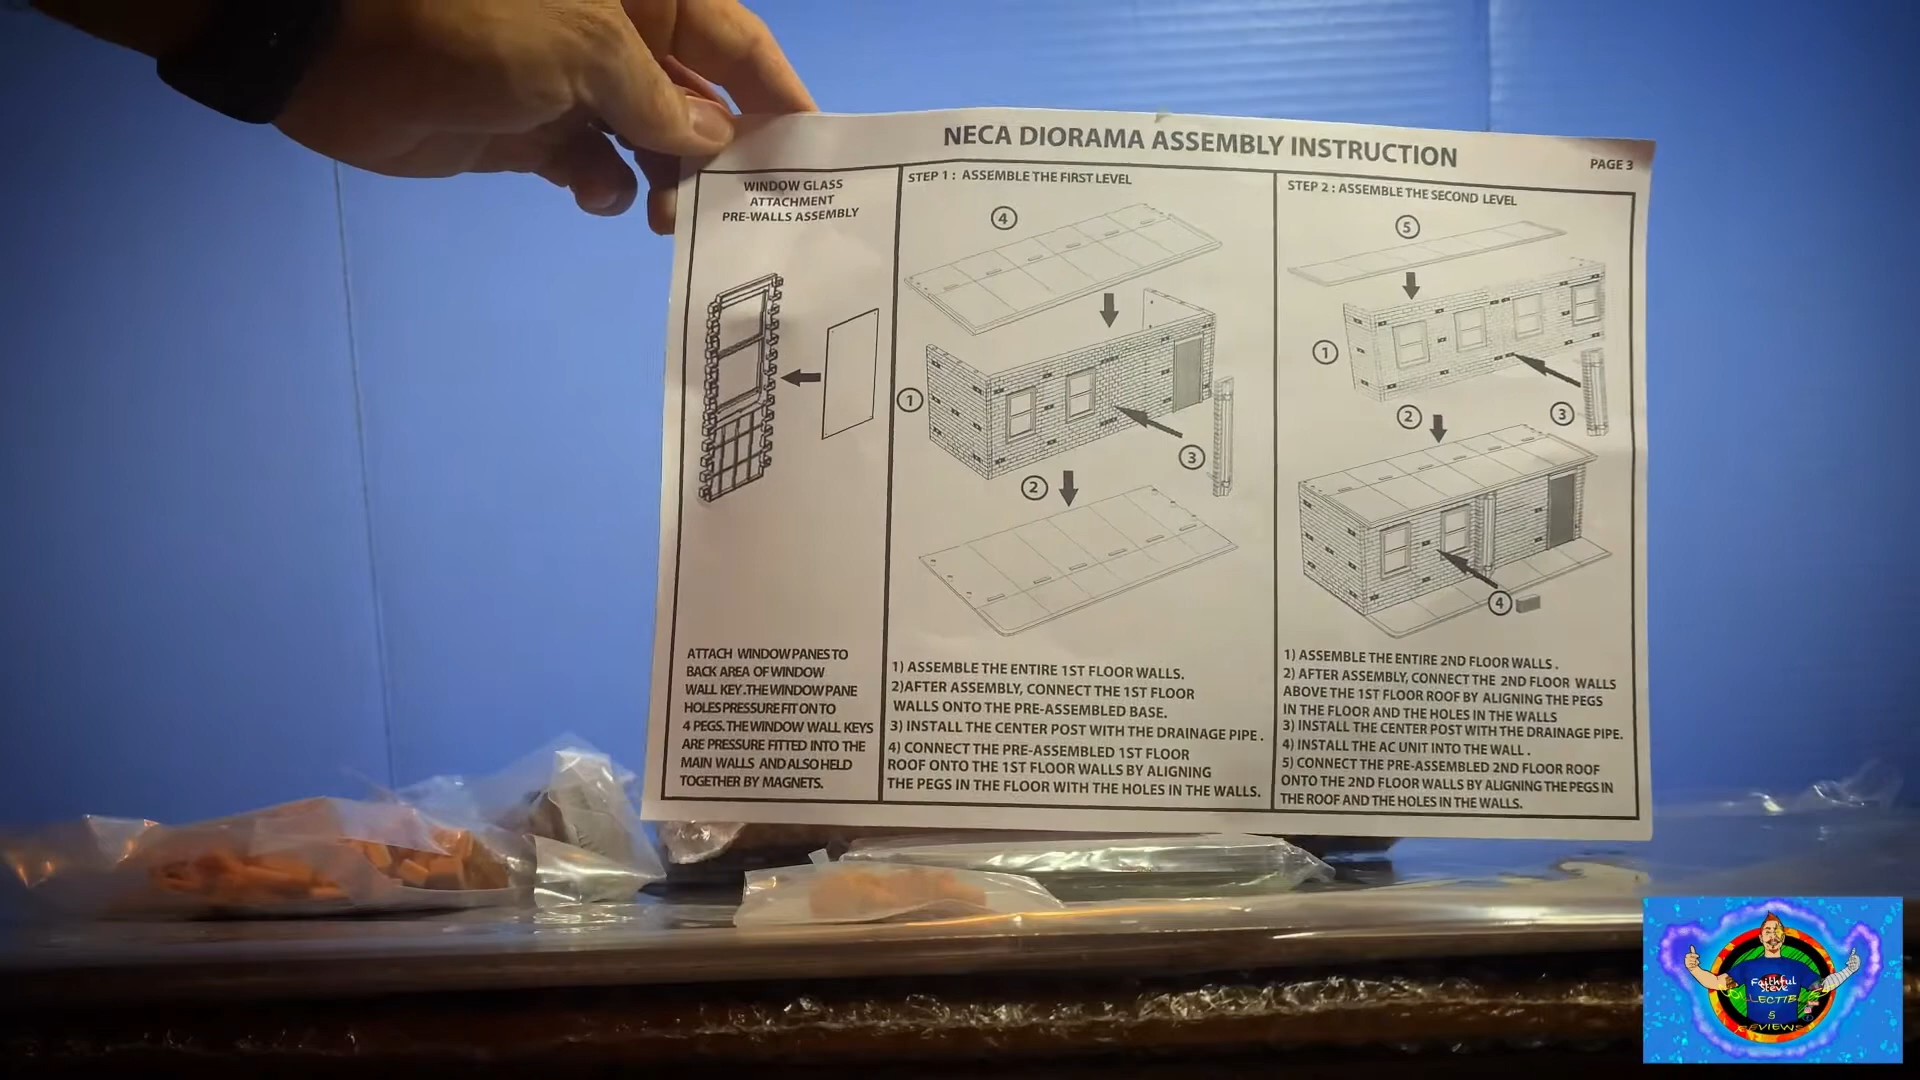 NECA DIORAMA ASSEMBLY INSTRUCTION
PAGE 3
WINDOW GLASS
ATTACHMENT
PRE-WALLS ASSEMBLY
ATTACH WINDOW PANES TO
BACK AREA OF WINDOW
WALL KEY .THE WINDOW PANE
HOLES PRESSURE FIT ON TO
4 PEGS. THE WINDOW WALL KEYS
ARE PRESSURE FITTED INTO THE
MAIN WALLS AND ALSO HELD
TOGETHER BY MAGNETS.
STEP 1 : ASSEMBLE THE FIRST LEVEL
4
1
3
2
1) ASSEMBLE THE ENTIRE 1ST FLOOR WALLS.
2)AFTER ASSEMBLY, CONNECT THE 1ST FLOOR
WALLS ONTO THE PRE-ASSEMBLED BASE.
3) INSTALL THE CENTER POST WITH THE DRAINAGE PIPE .
4) CONNECT THE PRE-ASSEMBLED 1ST FLOOR
ROOF ONTO THE 1ST FLOOR WALLS BY ALIGNING
THE PEGS IN THE FLOOR WITH THE HOLES IN THE WALLS.
STEP 2 : ASSEMBLE THE SECOND LEVEL
5
1
2
3
4
1) ASSEMBLE THE ENTIRE 2ND FLOOR WALLS .
2) AFTER ASSEMBLY, CONNECT THE 2ND FLOOR WALLS
ABOVE THE 1ST FLOOR ROOF BY ALIGNING THE PEGS
IN THE FLOOR AND THE HOLES IN THE WALLS
3) INSTALL THE CENTER POST WITH THE DRAINAGE PIPE.
4) INSTALL THE AC UNIT INTO THE WALL .
5) CONNECT THE PRE-ASSEMBLED 2ND FLOOR ROOF
ONTO THE 2ND FLOOR WALLS BY ALIGNING THE PEGS IN
THE ROOF AND THE HOLES IN THE WALLS.
Faithful
Steve
&
REVIEWS